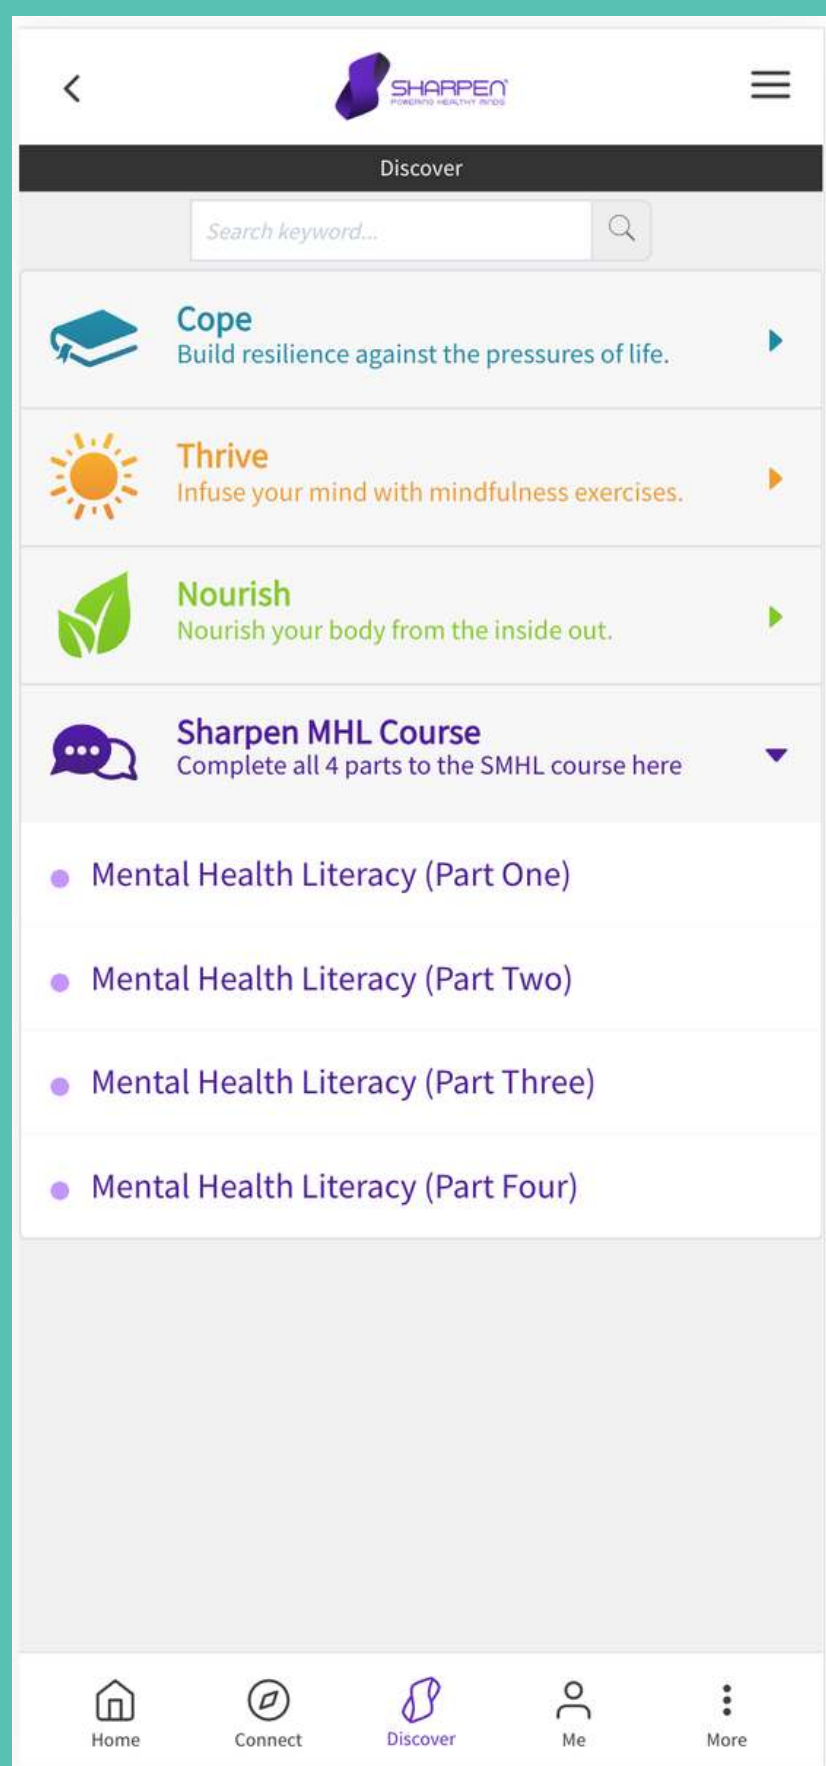 SHARPEN
POWERING HEALTHY MINDS
Discover
Search keyword...
Cope
Build resilience against the pressures of life.
Thrive
Infuse your mind with mindfulness exercises.
Nourish
Nourish your body from the inside out.
Sharpen MHL Course
Complete all 4 parts to the SMHL course here
Mental Health Literacy (Part One)
Mental Health Literacy (Part Two)
Mental Health Literacy (Part Three)
Mental Health Literacy (Part Four)
Home Connect Discover Me More